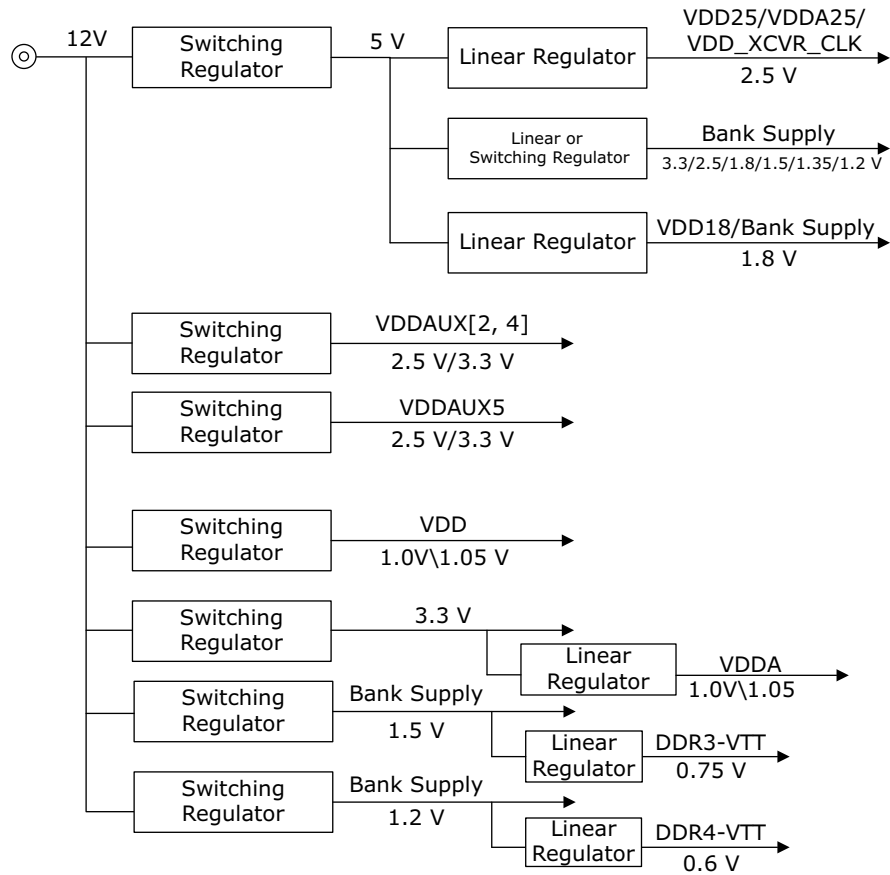 12V
Switching
Regulator
5 V
Linear Regulator
VDD25/VDDA25/
VDD_XCVR_CLK
2.5 V
Linear or
Switching Regulator
Bank Supply
3.3/2.5/1.8/1.5/1.35/1.2 V
Linear Regulator
VDD18/Bank Supply
1.8 V
Switching
Regulator
VDDAUX[2, 4]
2.5 V/3.3 V
Switching
Regulator
VDDAUX5
2.5 V/3.3 V
Switching
Regulator
VDD
1.0V\1.05 V
Switching
Regulator
3.3 V
Linear
Regulator
VDDA
1.0V\1.05
Switching
Regulator
Bank Supply
1.5 V
Linear
Regulator
DDR3-VTT
0.75 V
Switching
Regulator
Bank Supply
1.2 V
Linear
Regulator
DDR4-VTT
0.6 V